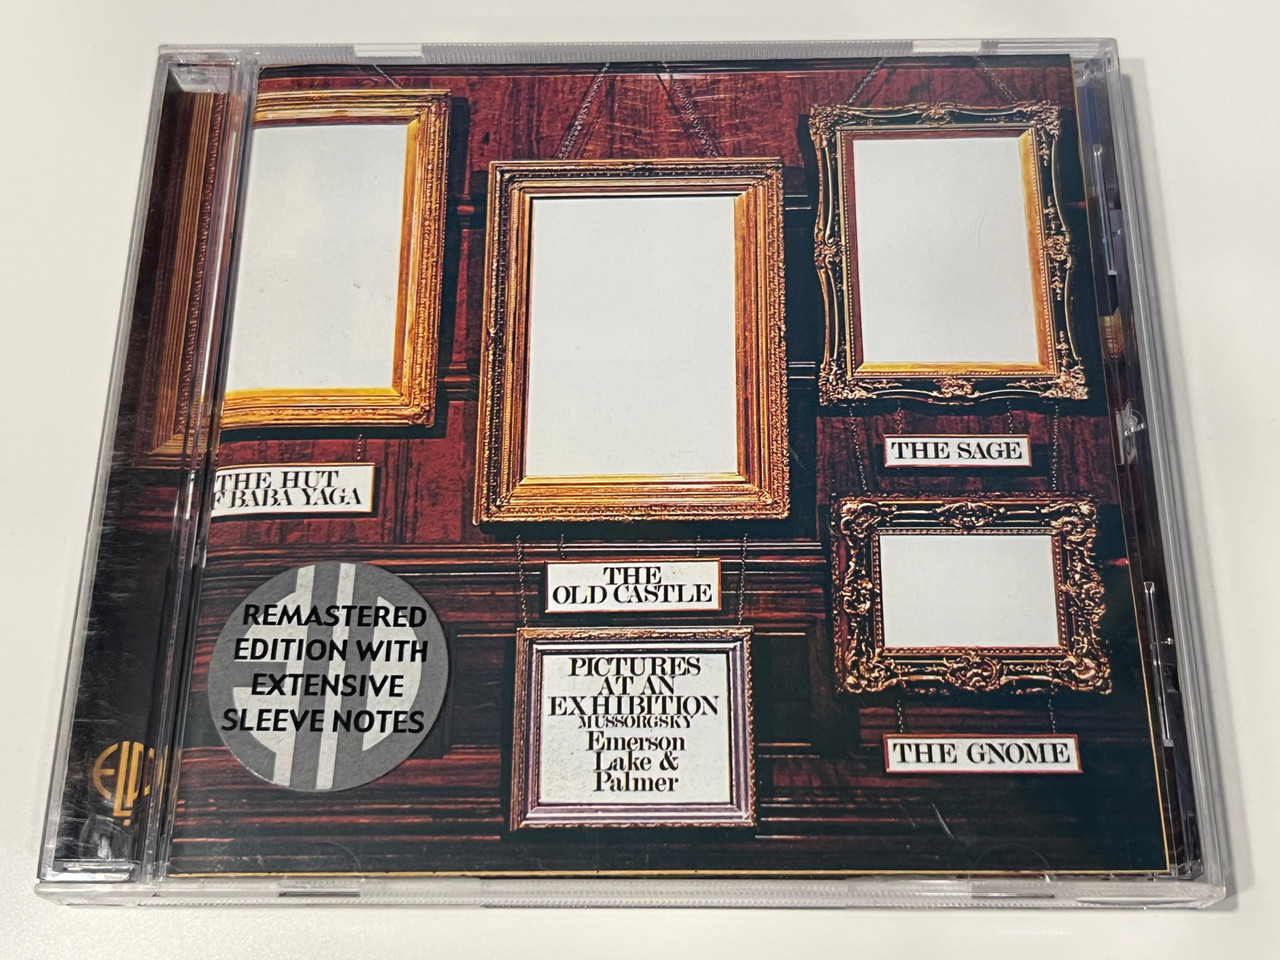 THE HUT
F BABA YAGA
THE
OLD CASTLE
THE SAGE
THE GNOME
PICTURES
AT AN
EXHIBITION
MUSSORGSKY
Emerson
Lake &
Palmer
REMASTERED
EDITION WITH
EXTENSIVE
SLEEVE NOTES
ELP